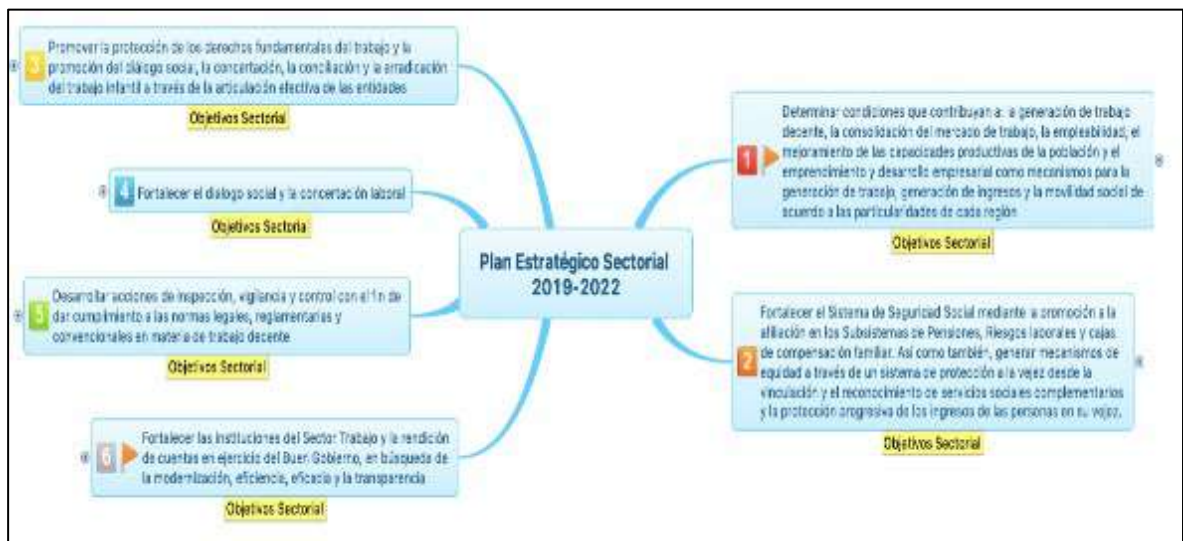 Plan Estratégico Sectorial
2019-2022
1
Determinar condiciones que contribuyan a: la generación de trabajo
decente, la consolidación del mercado de trabajo, la empleabilidad, el
mejoramiento de las capacidades productivas de la población y el
emprendimiento y desarrollo empresarial como mecanismos para la
generación de trabajo, generación de ingresos y la movilidad social de
acuerdo a las particularidades de cada región
Objetivos Sectorial
2
Fortalecer el Sistema de Seguridad Social mediante la promoción a la
afiliación en los Subsistemas de Pensiones, Riesgos laborales y cajas
de compensación familiar. Así como también, generar mecanismos de
equidad a través de un sistema de protección a la vejez desde la
vinculación y el reconocimiento de servicios sociales complementarios
y la protección progresiva de los ingresos de las personas en su vejez.
Objetivos Sectorial
3
Promover la protección de los derechos fundamentales del trabajo y la
promoción del diálogo social, la concertación, la conciliación y la erradicación
del trabajo infantil a través de la articulación efectiva de las entidades
Objetivos Sectorial
4
Fortalecer el dialogo social y la concertación laboral
Objetivos Sectorial
5
Desarrollar acciones de inspección, vigilancia y control con el fin de
dar cumplimiento a las normas legales, reglamentarias y
convencionales en materia de trabajo decente
Objetivos Sectorial
6
Fortalecer las instituciones del Sector Trabajo y la rendición
de cuentas en ejercicio del Buen Gobierno, en búsqueda de
la modernización, eficiencia, eficacia y la transparencia
Objetivos Sectorial